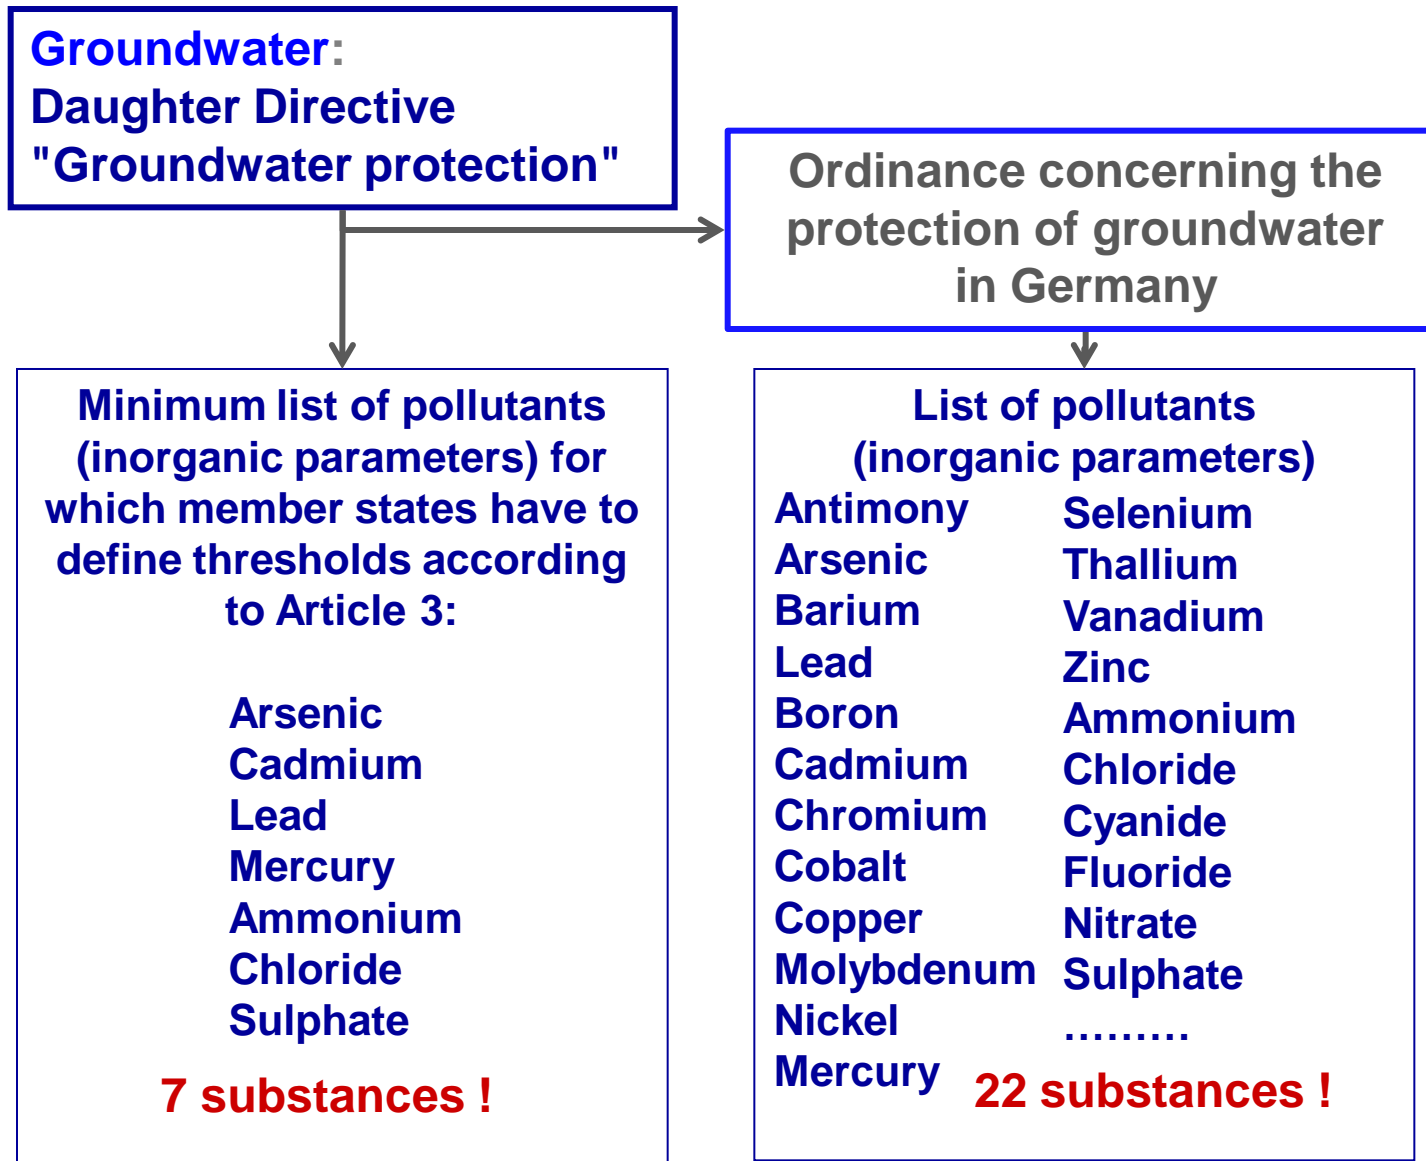 Groundwater:
Daughter Directive
"Groundwater protection"
Ordinance concerning the
protection of groundwater
in Germany
Minimum list of pollutants
(inorganic parameters) for
which member states have to
define thresholds according
to Article 3:
Arsenic
Cadmium
Lead
Mercury
Ammonium
Chloride
Sulphate
7 substances !
List of pollutants
(inorganic parameters)
Antimony
Arsenic
Barium
Lead
Boron
Cadmium
Chromium
Cobalt
Copper
Molybdenum
Nickel
Mercury
Selenium
Thallium
Vanadium
Zinc
Ammonium
Chloride
Cyanide
Fluoride
Nitrate
Sulphate
………
22 substances !